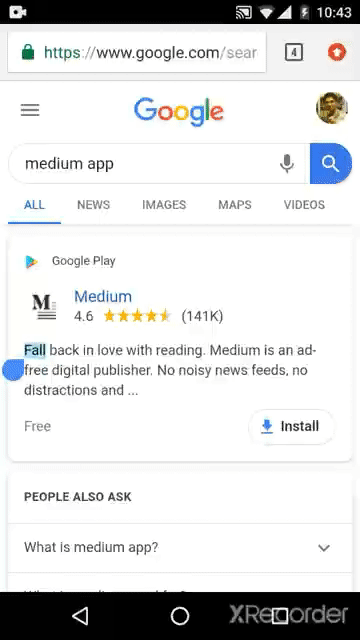 10:43
https://www.google.com/sear
4
Google
medium app
ALL NEWS IMAGES MAPS VIDEOS
Google Play
M
Medium
4.6 (141K)
Fall back in love with reading. Medium is an ad-
free digital publisher. No noisy news feeds, no
distractions and ...
Free
Install
PEOPLE ALSO ASK
What is medium app?
XRecorder